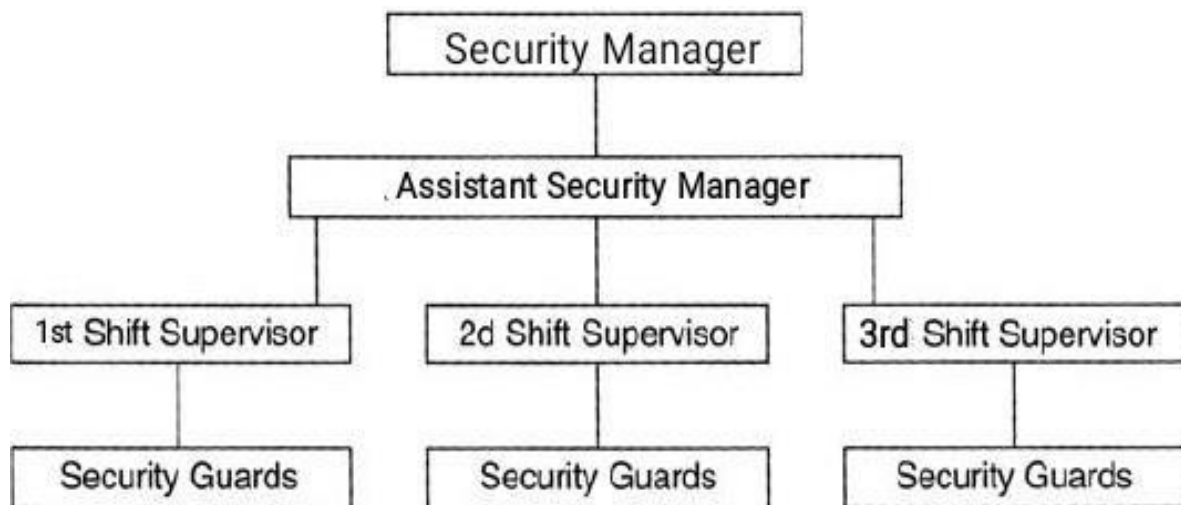 Security Manager
Assistant Security Manager
1st Shift Supervisor
2d Shift Supervisor
3rd Shift Supervisor
Security Guards
Security Guards
Security Guards